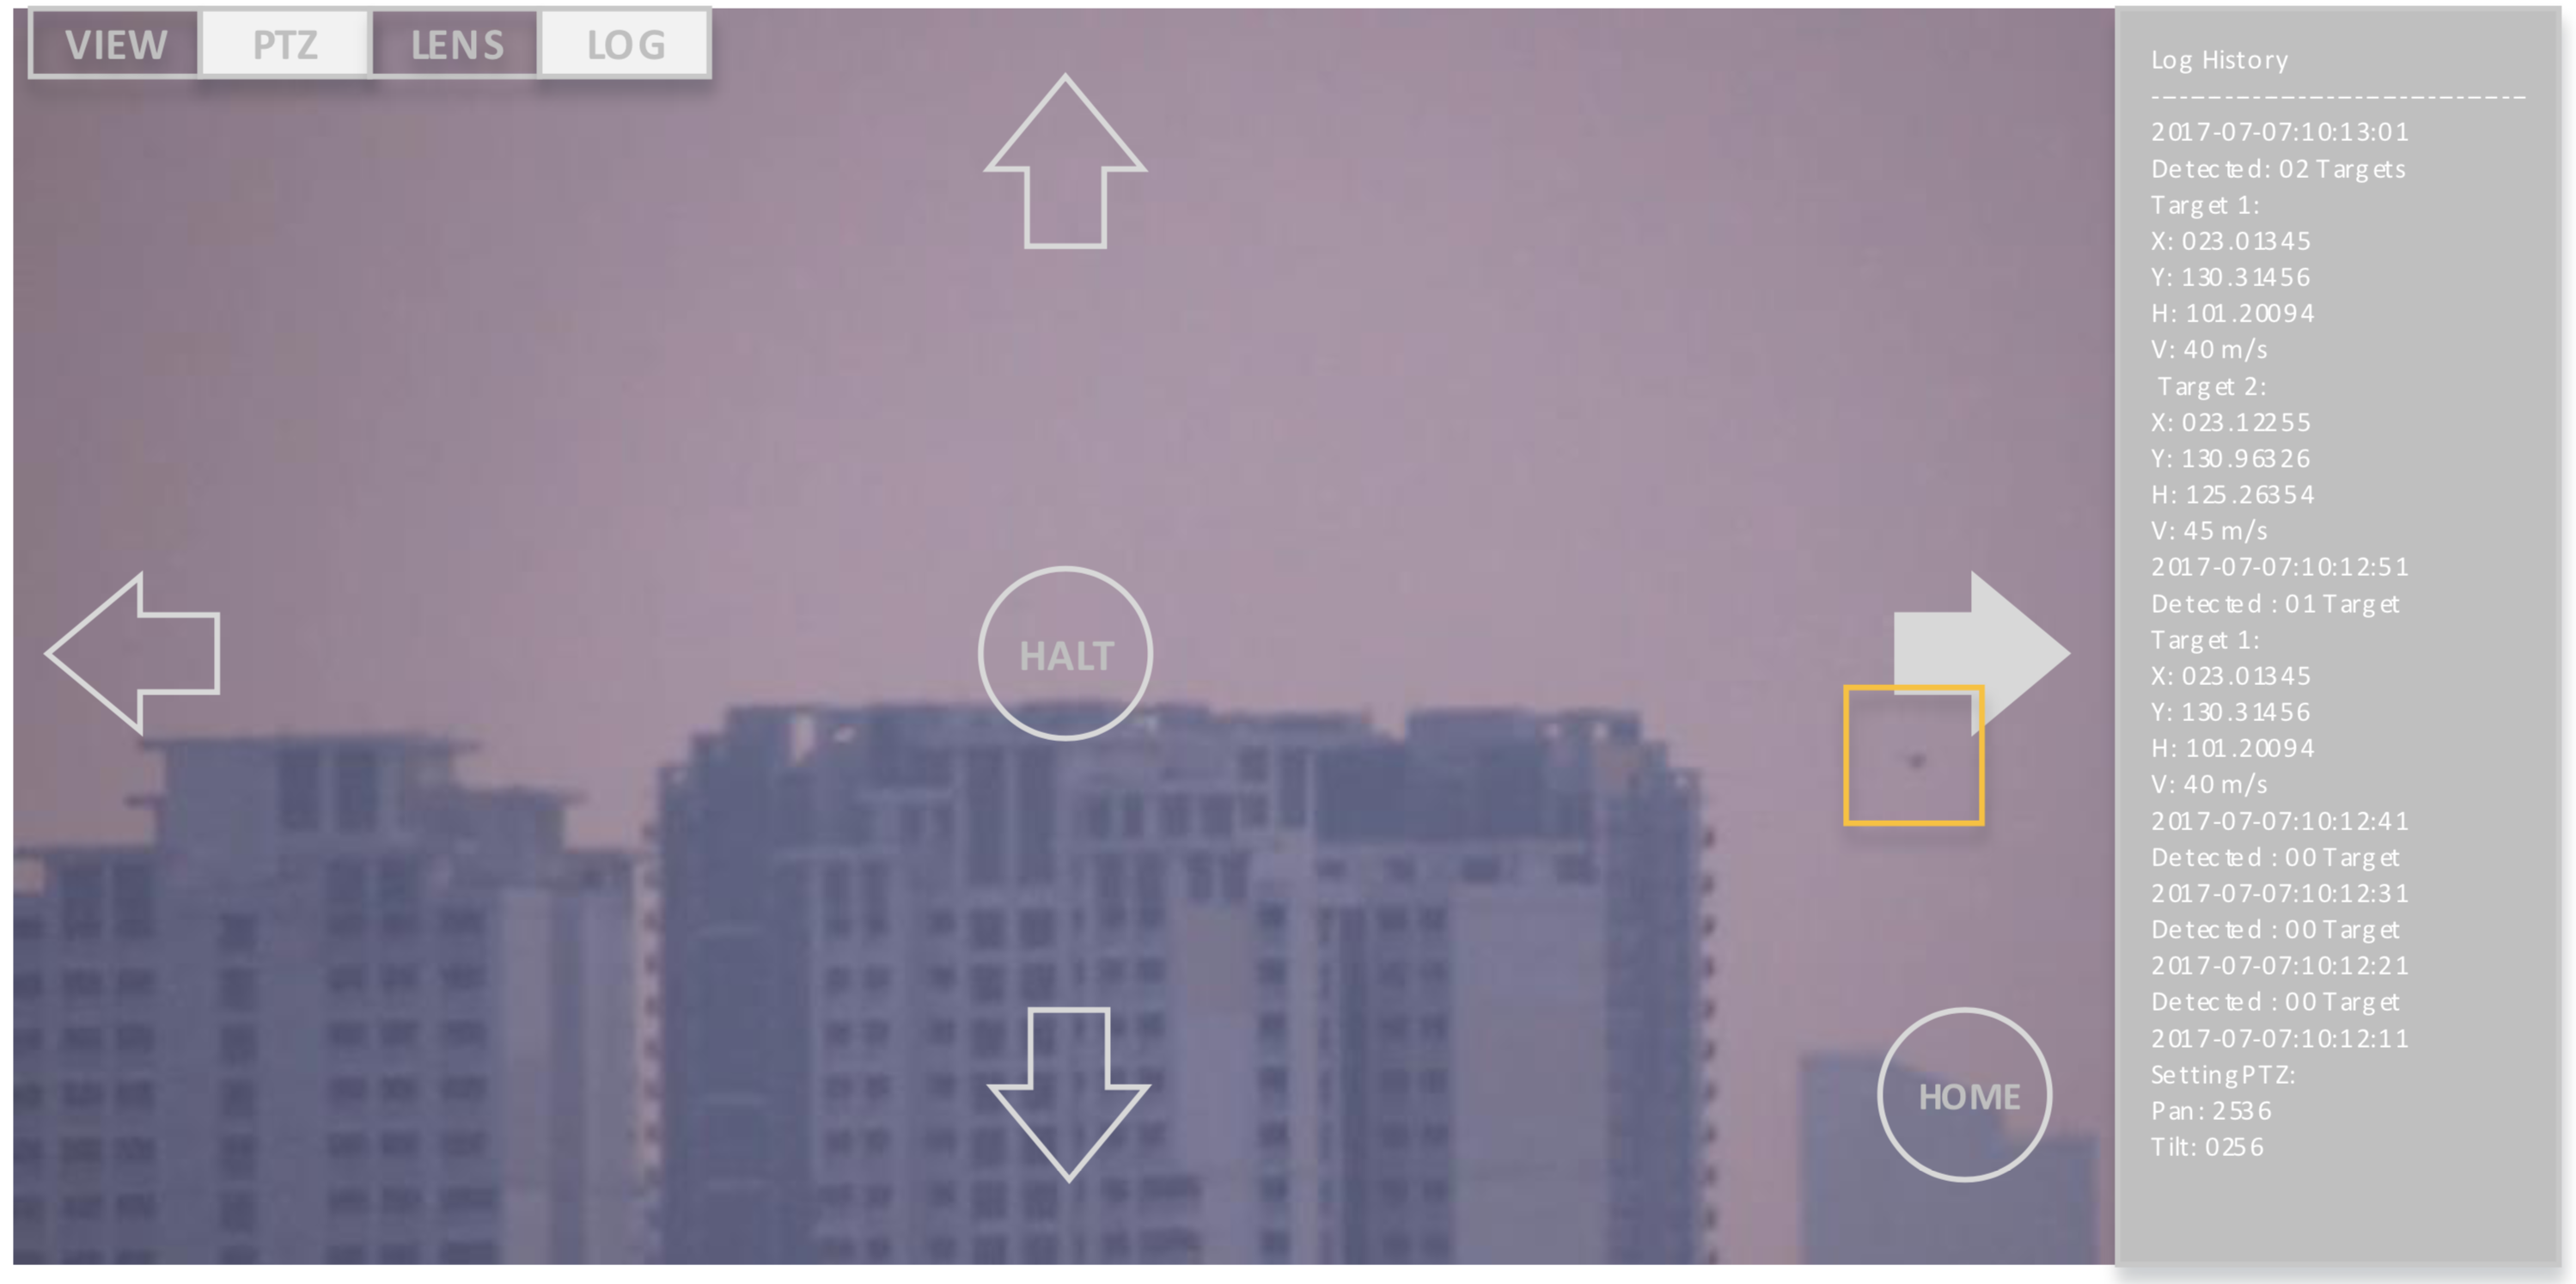 VIEW PTZ LENS LOG
HALT
HOME
Log History
------------------------------
2017-07-07:10:13:01
Detected: 02 Targets
Target 1:
X: 023.01345
Y: 130.31456
H: 101.20094
V: 40 m/s
Target 2:
X: 023.12255
Y: 130.96326
H: 125.26354
V: 45 m/s
2017-07-07:10:12:51
Detected : 01 Target
Target 1:
X: 023.01345
Y: 130.31456
H: 101.20094
V: 40 m/s
2017-07-07:10:12:41
Detected : 00 Target
2017-07-07:10:12:31
Detected : 00 Target
2017-07-07:10:12:21
Detected : 00 Target
2017-07-07:10:12:11
Setting PTZ:
Pan: 2536
Tilt: 0256